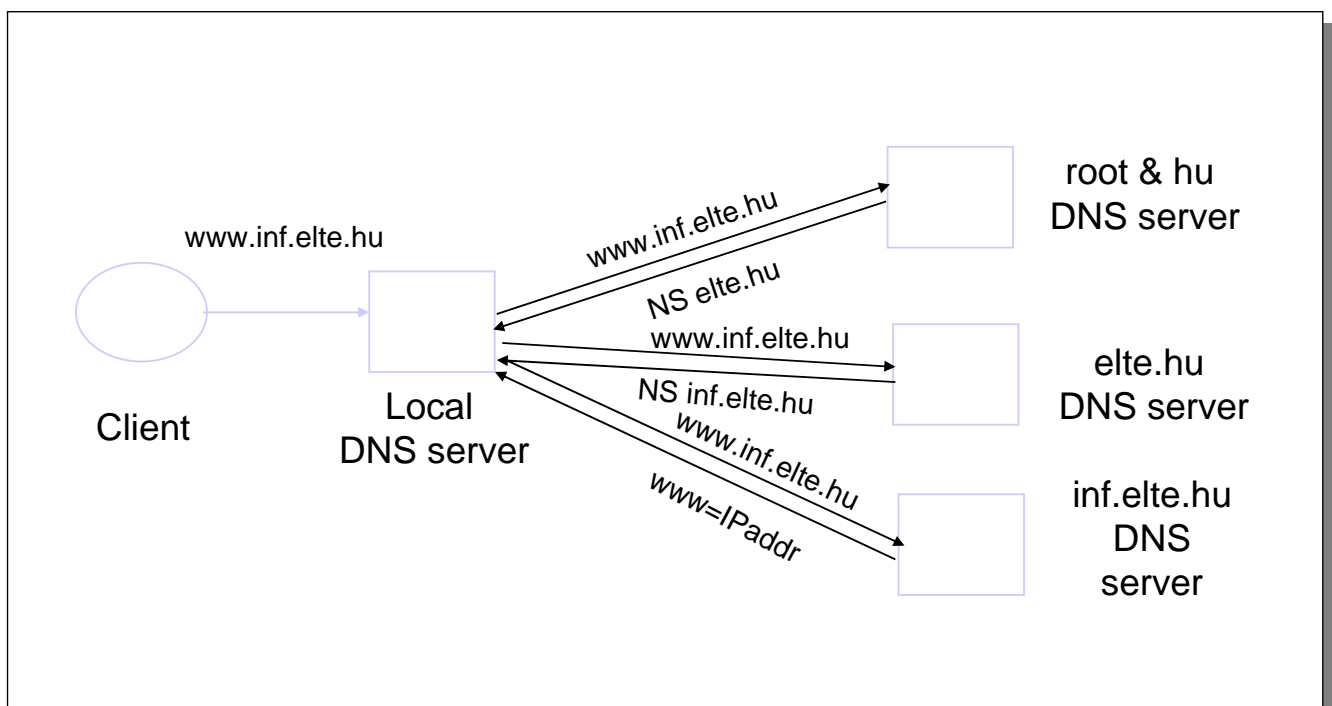 www.inf.elte.hu
Client
Local
DNS server
www.inf.elte.hu
NS elte.hu
www.inf.elte.hu
NS inf.elte.hu
www.inf.elte.hu
www=IPaddr
root & hu
DNS server
elte.hu
DNS server
inf.elte.hu
DNS
server